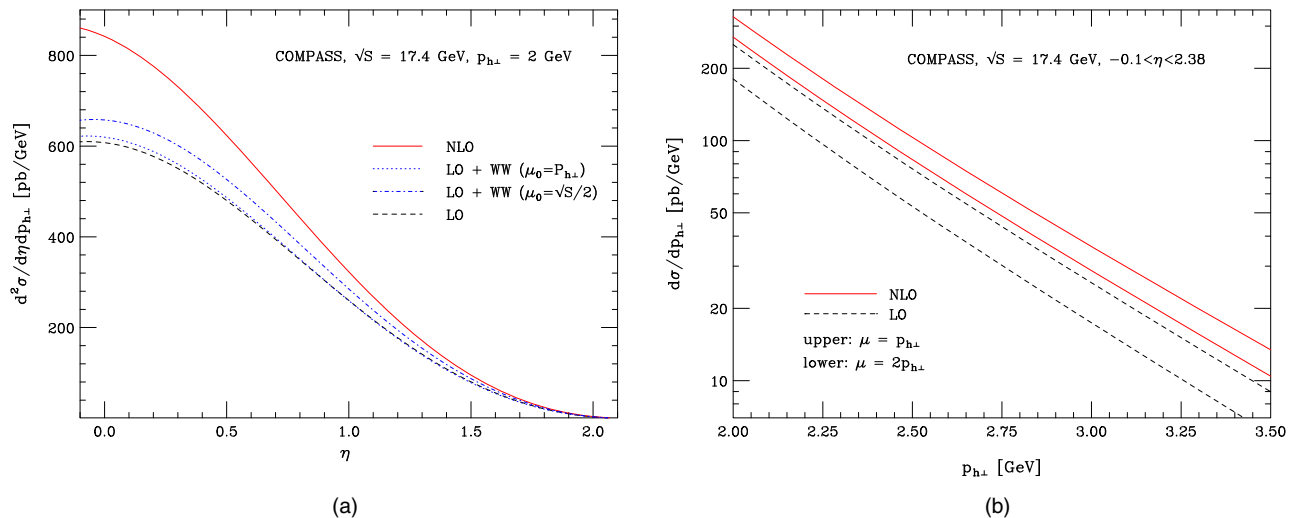 COMPASS, √S = 17.4 GeV, p_h⊥ = 2 GeV
d²σ/dηdp_h⊥ [pb/GeV]
800
600
400
200
NLO
LO + WW (μ₀=P_h⊥)
LO + WW (μ₀=√S/2)
LO
0.0 0.5 1.0 1.5 2.0
η
(a)
COMPASS, √S = 17.4 GeV, −0.1<η<2.38
dσ/dp_h⊥ [pb/GeV]
200
100
50
20
10
NLO
LO
upper: μ = p_h⊥
lower: μ = 2p_h⊥
2.00 2.25 2.50 2.75 3.00 3.25 3.50
p_h⊥ [GeV]
(b)